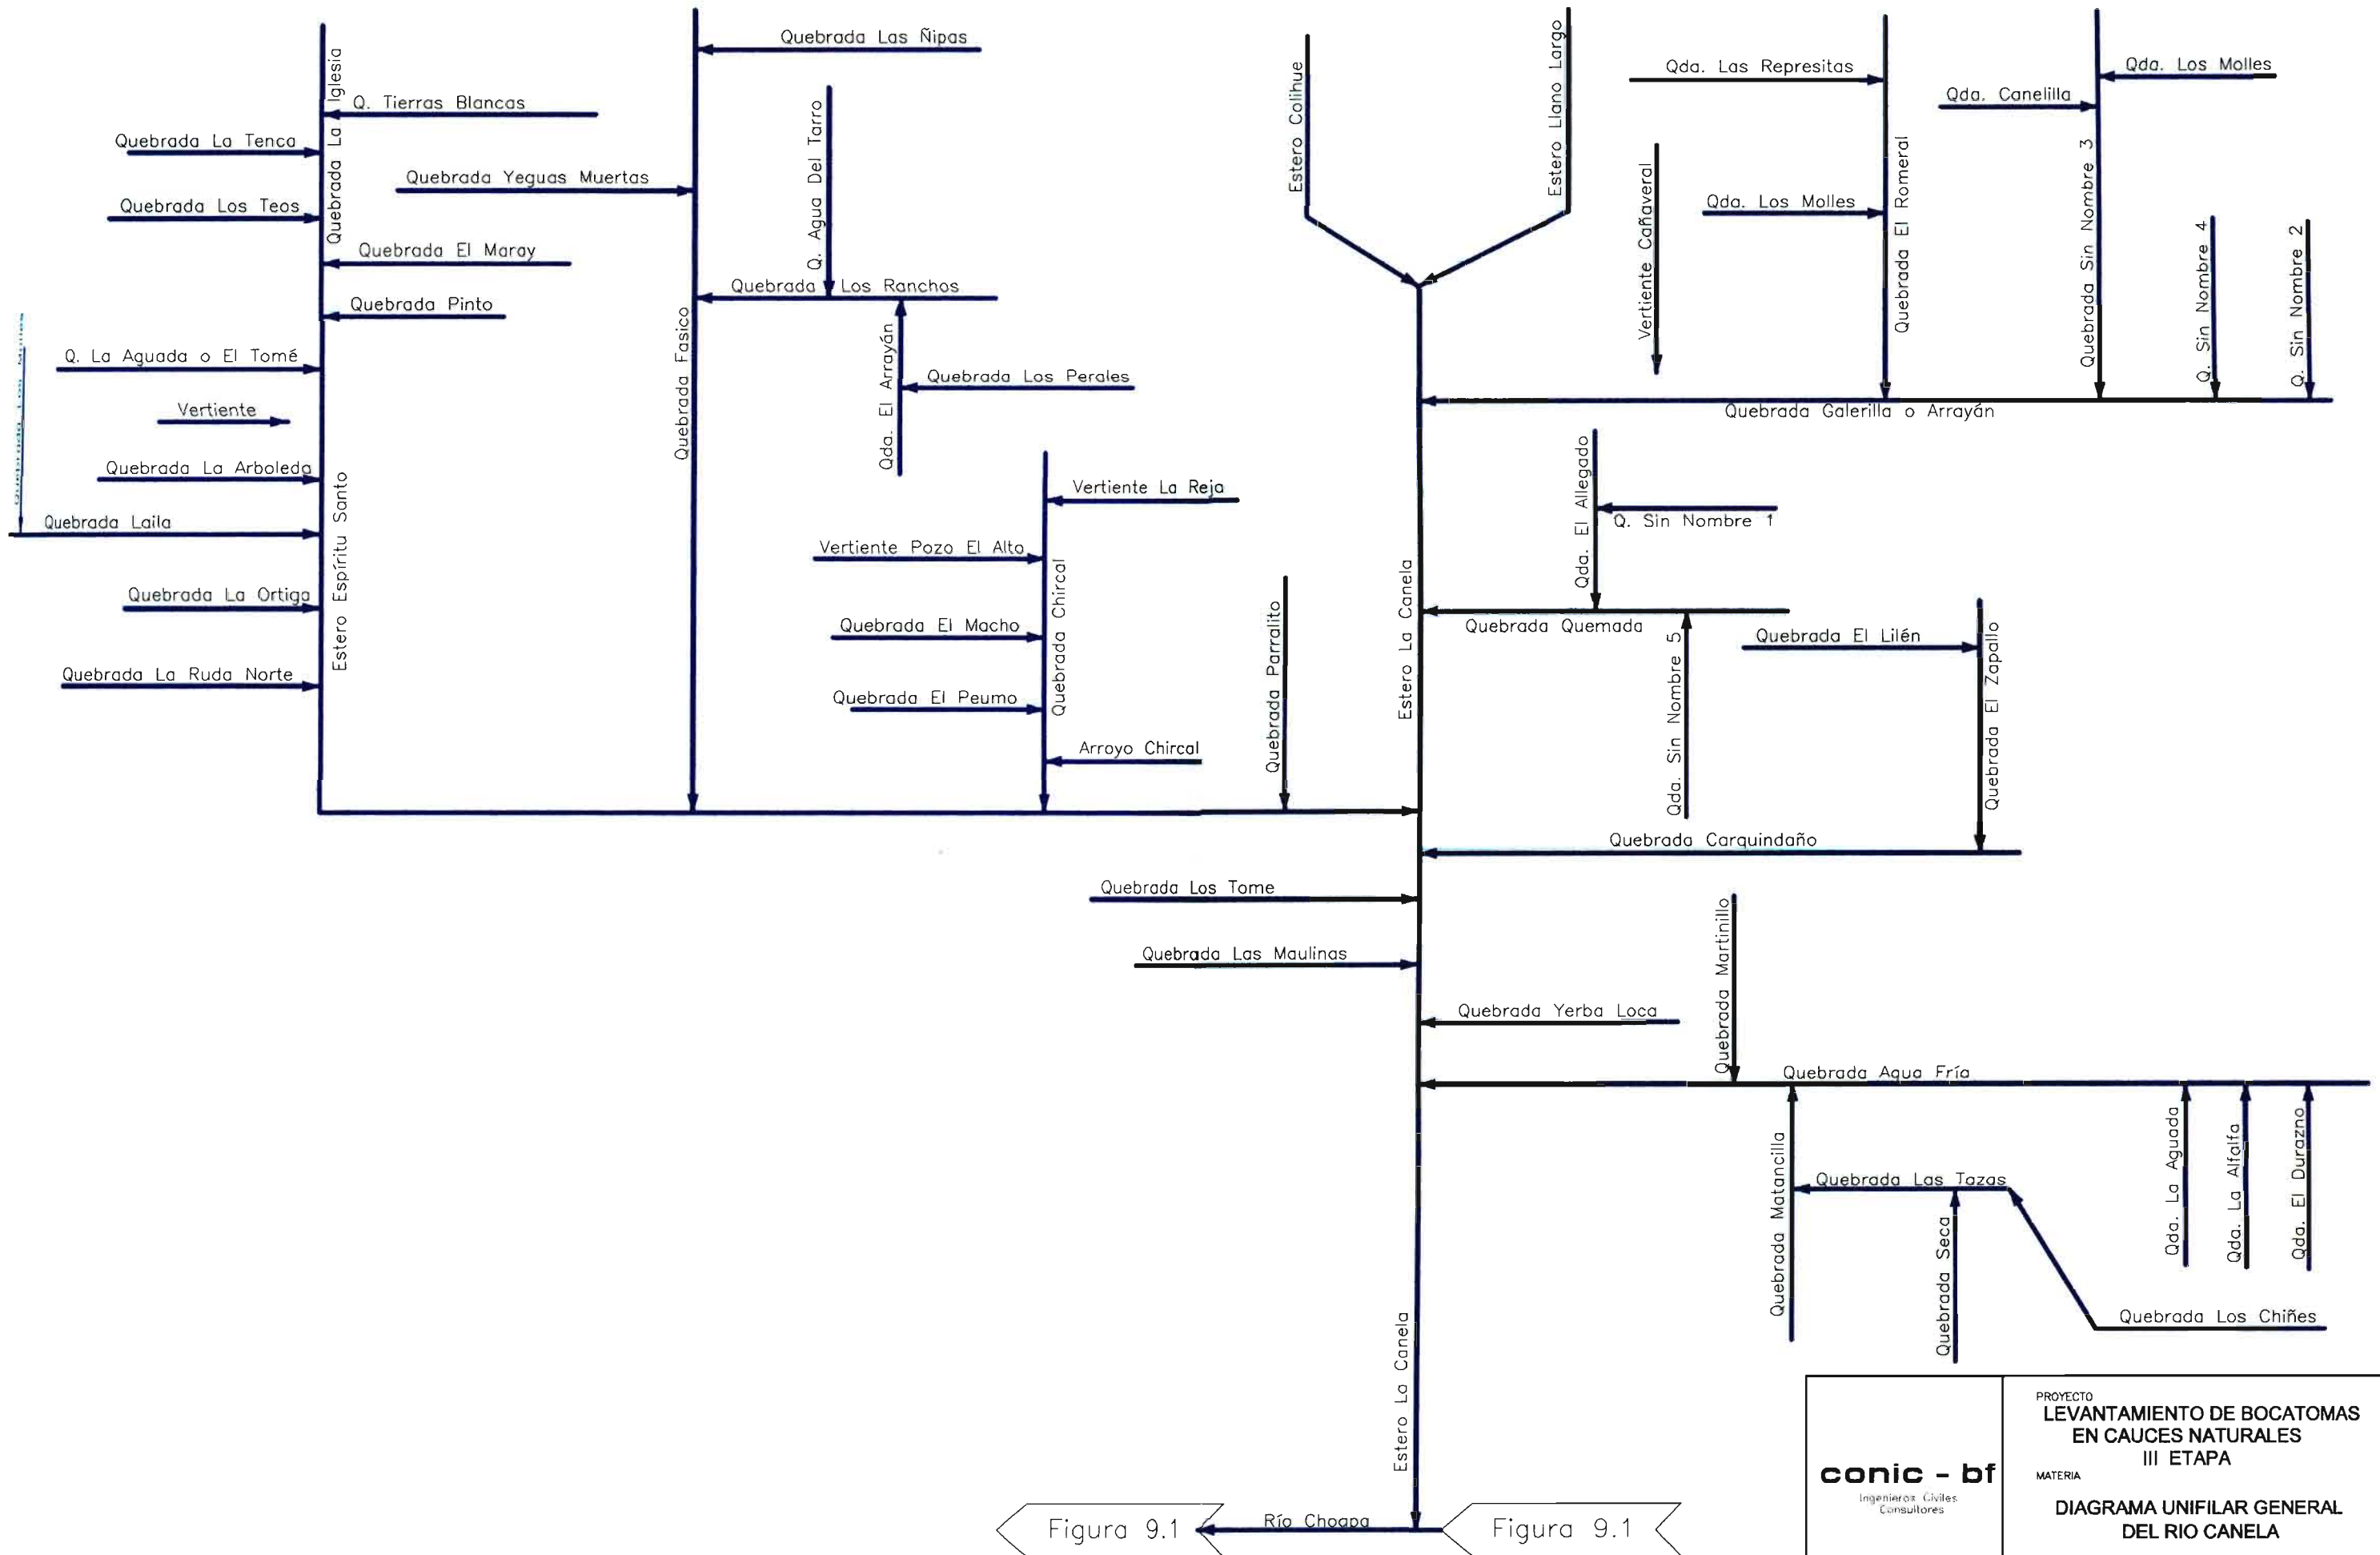 Quebrada La Iglesia
Q. Tierras Blancas
Quebrada La Tenca
Quebrada Los Teos
Quebrada El Maray
Quebrada Pinto
Q. La Aguada o El Tomé
Vertiente
Quebrada La Arboleda
Quebrada Laila
Quebrada La Ortiga
Quebrada La Ruda Norte
Estero Espíritu Santo
Quebrada Las Ñipas
Quebrada Yeguas Muertas
Q. Agua Del Tarro
Quebrada Los Ranchos
Quebrada Fasico
Qda. El Arrayán
Quebrada Los Perales
Vertiente La Reja
Vertiente Pozo El Alto
Quebrada El Macho
Quebrada El Peumo
Quebrada Chircal
Arroyo Chircal
Quebrada Parralito
Estero Colihue
Estero Llano Largo
Qda. Las Represitas
Vertiente Cañaveral
Qda. Los Molles
Quebrada El Romeral
Qda. Los Molles
Qda. Canelilla
Quebrada Sin Nombre 3
Q. Sin Nombre 4
Q. Sin Nombre 2
Quebrada Galerilla o Arrayán
Qda. El Allegado
Q. Sin Nombre 1
Estero La Canela
Quebrada Quemada
Qda. Sin Nombre 5
Quebrada El Lilén
Quebrada El Zapallo
Quebrada Carquindaño
Quebrada Los Tome
Quebrada Las Maulinas
Quebrada Martinillo
Quebrada Yerba Loca
Quebrada Agua Fría
Quebrada Matancilla
Quebrada Las Tazas
Quebrada Seca
Qda. La Aguada
Qda. La Alfalfa
Qda. El Durazno
Quebrada Los Chiñes
Estero La Canela
Figura 9.1
Río Choapa
Figura 9.1
conic - bf
Ingenieros Civiles
Consultores
PROYECTO
LEVANTAMIENTO DE BOCATOMAS
EN CAUCES NATURALES
III ETAPA
MATERIA
DIAGRAMA UNIFILAR GENERAL
DEL RIO CANELA